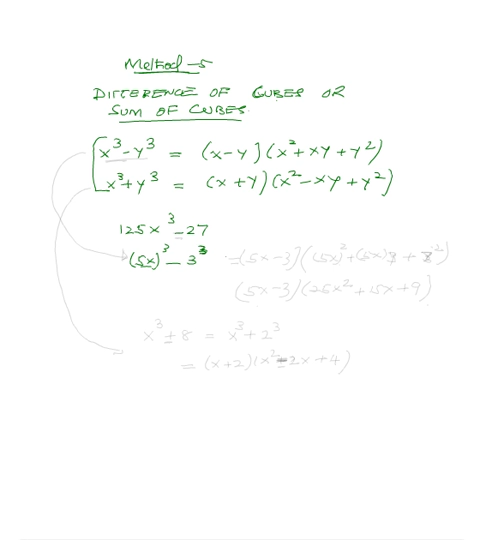 Method-5
DIFFERENCE OF CUBES OR
SUM OF CUBES.
x³-y³ = (x-y)(x²+xy+y²)
x³+y³ = (x+y)(x²-xy+y²)
125x³-27
(5x)³-3³ =(5x-3)((5x)²+(5x)3+3²)
(5x-3)(25x²+15x+9)
x³+8 = x³+2³
= (x+2)(x²-2x+4)